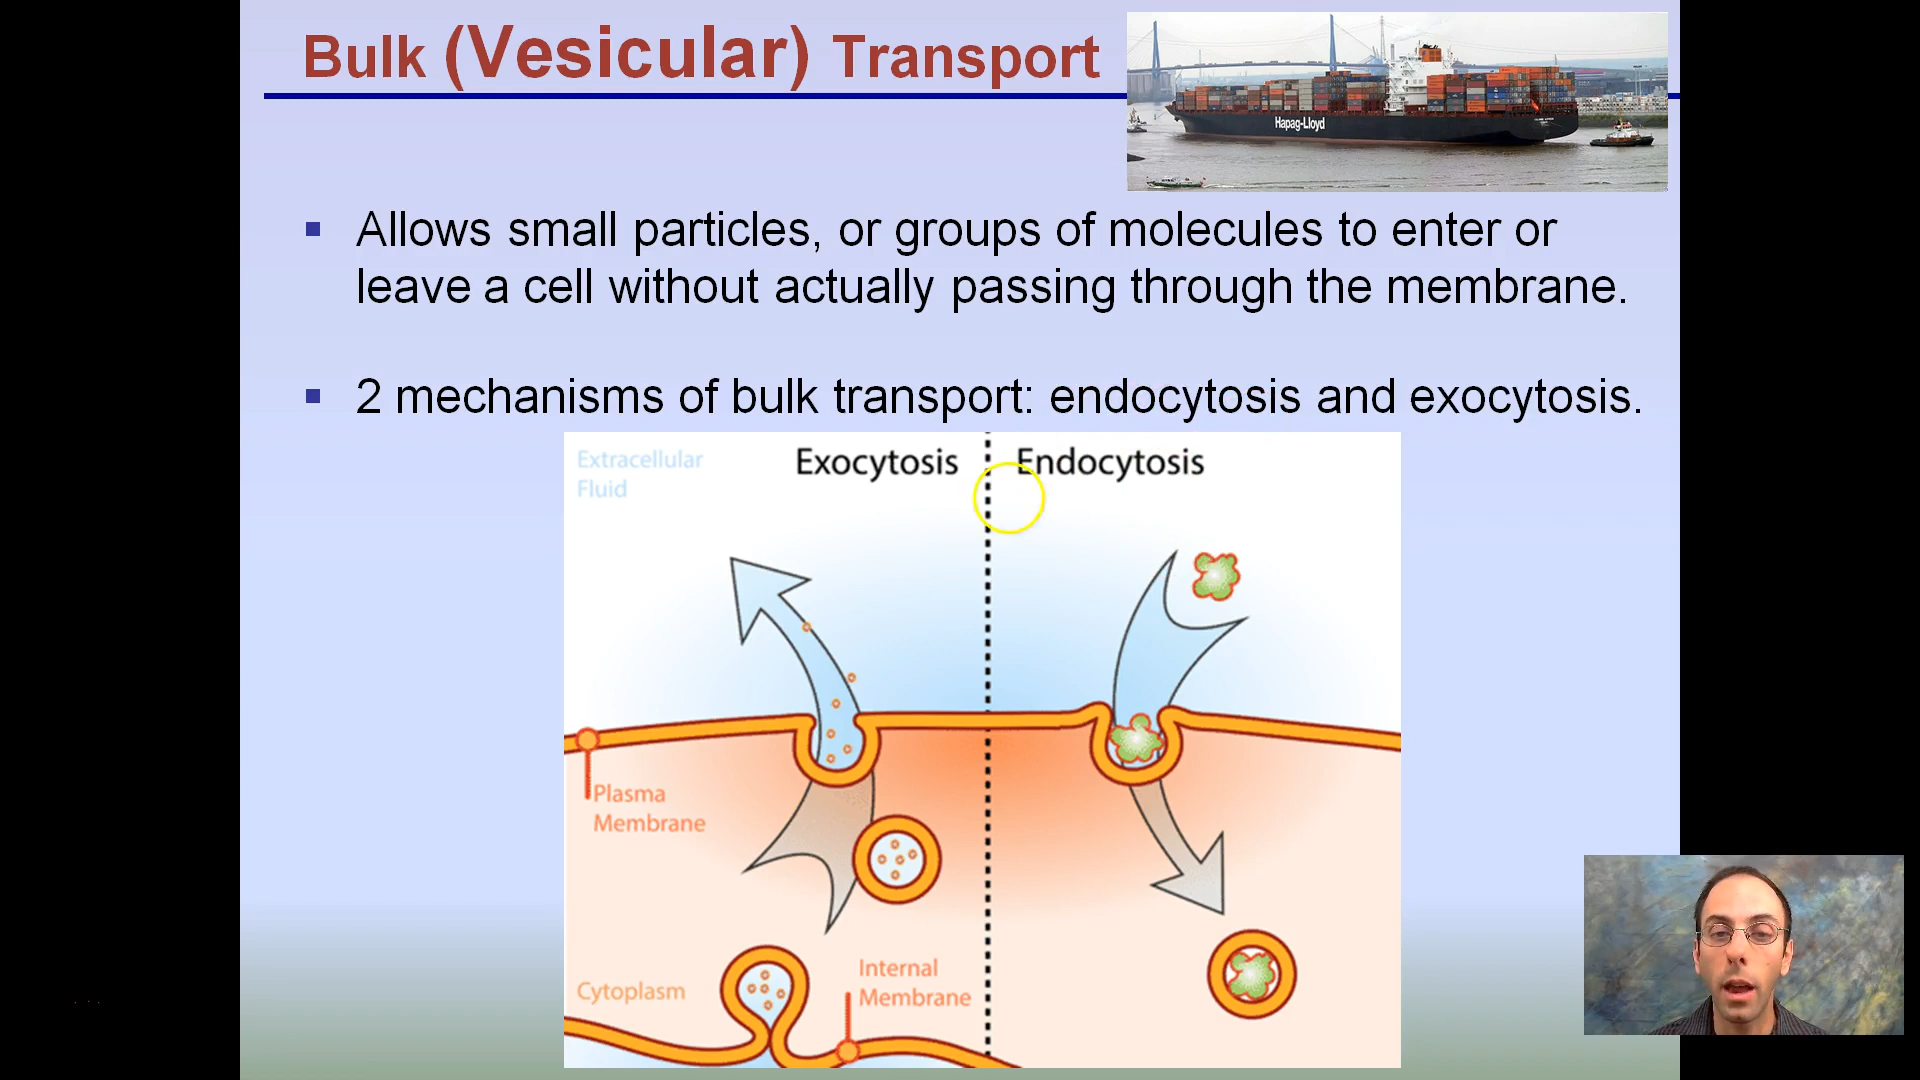 Bulk (Vesicular) Transport
Hapag-Lloyd
▪ Allows small particles, or groups of molecules to enter or
leave a cell without actually passing through the membrane.
▪ 2 mechanisms of bulk transport: endocytosis and exocytosis.
Extracellular
Fluid
Exocytosis
Endocytosis
Plasma
Membrane
Cytoplasm
Internal
Membrane